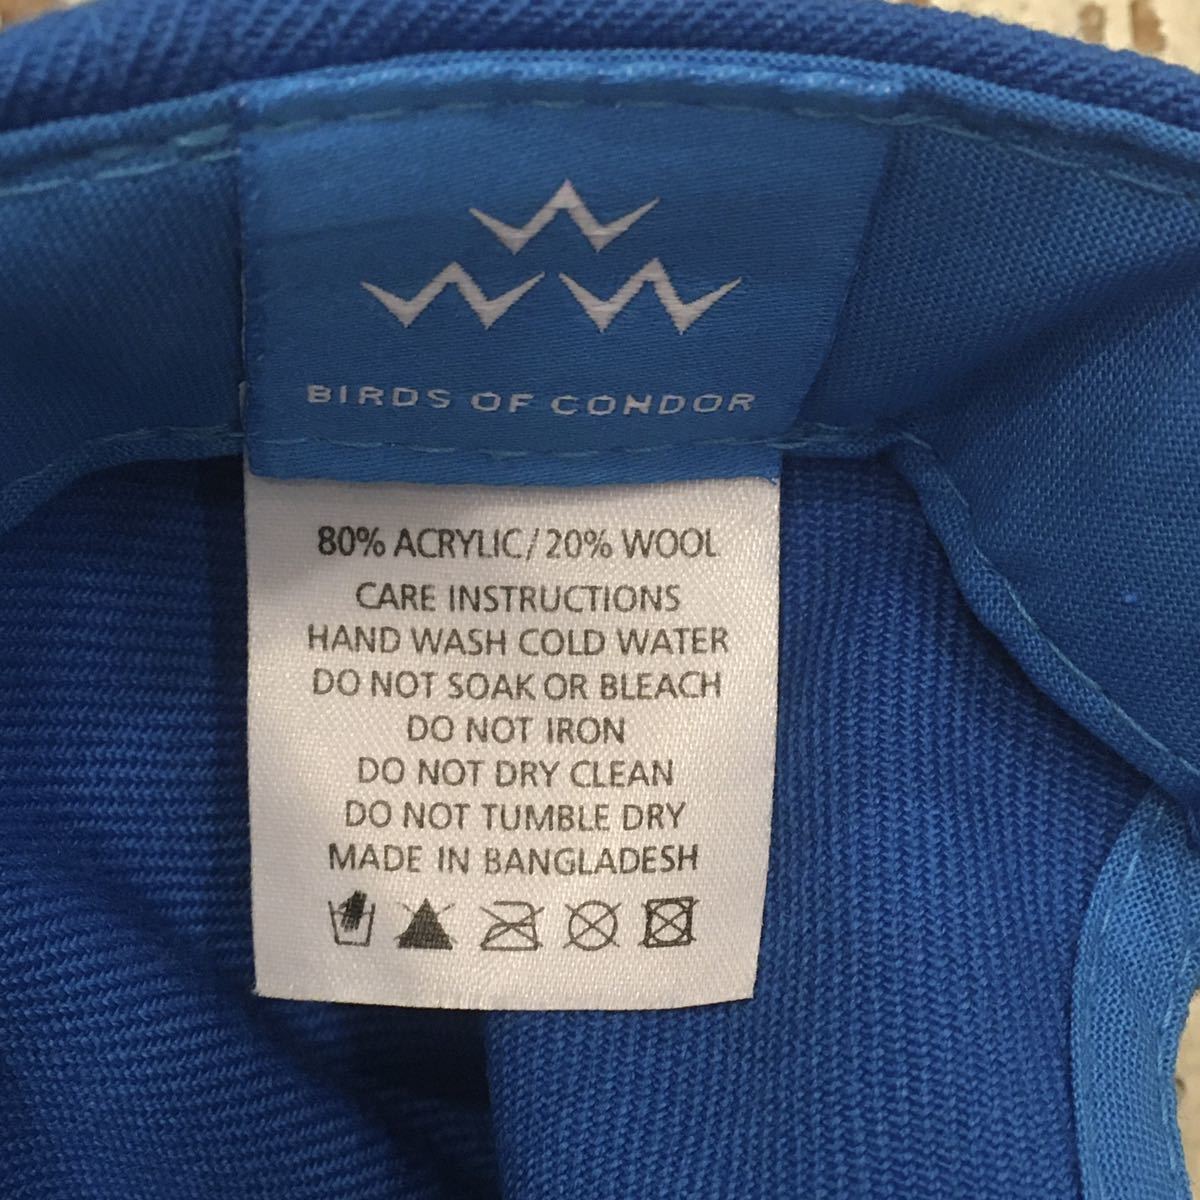 BIRDS OF CONDOR
80% ACRYLIC/20% WOOL
CARE INSTRUCTIONS
HAND WASH COLD WATER
DO NOT SOAK OR BLEACH
DO NOT IRON
DO NOT DRY CLEAN
DO NOT TUMBLE DRY
MADE IN BANGLADESH